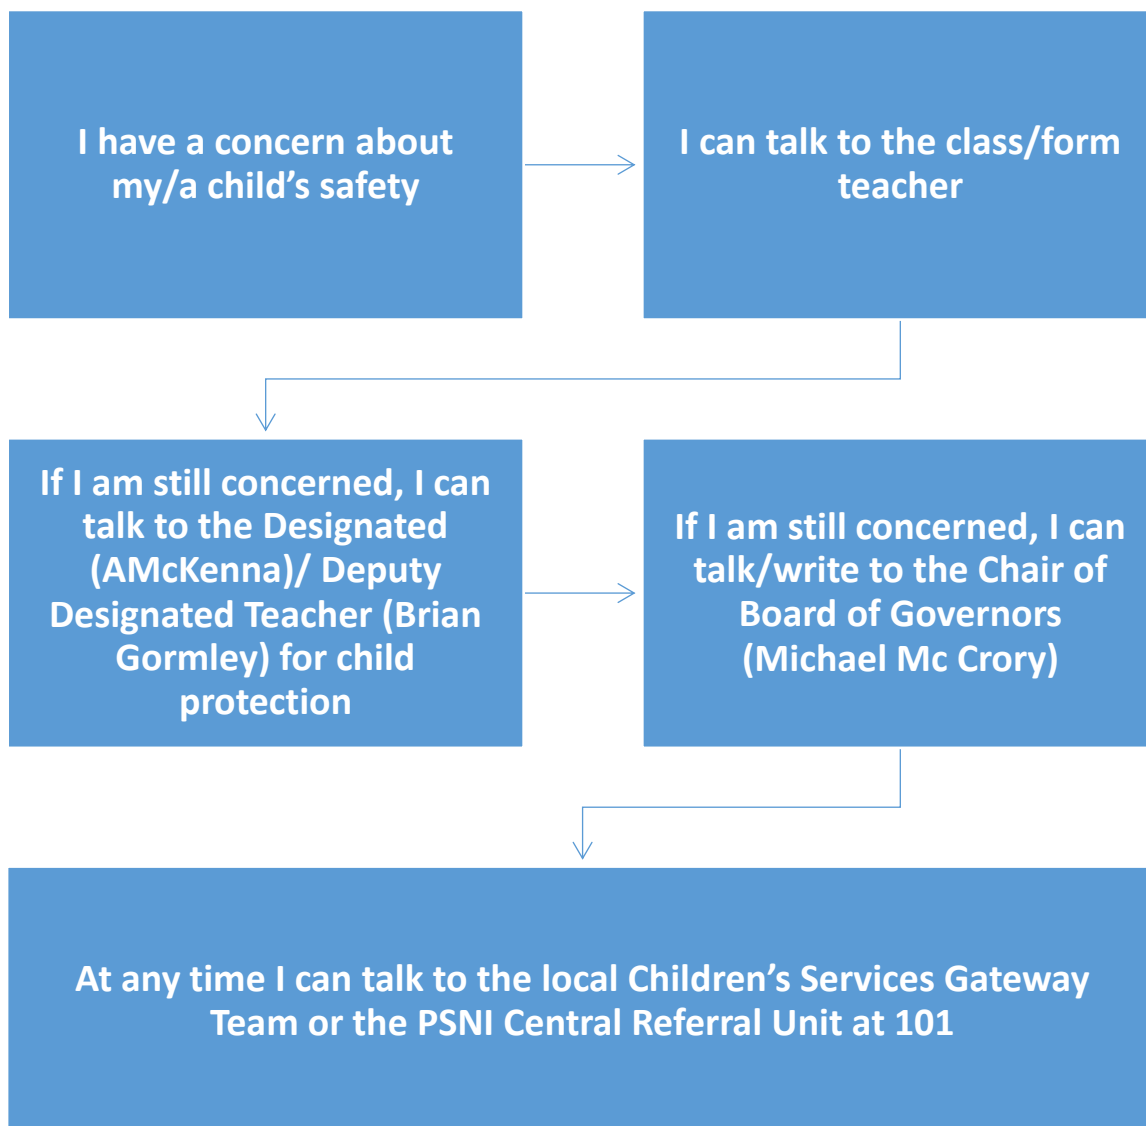 I have a concern about
my/a child’s safety
I can talk to the class/form
teacher
If I am still concerned, I can
talk to the Designated
(AMcKenna)/ Deputy
Designated Teacher (Brian
Gormley) for child
protection
If I am still concerned, I can
talk/write to the Chair of
Board of Governors
(Michael Mc Crory)
At any time I can talk to the local Children’s Services Gateway
Team or the PSNI Central Referral Unit at 101